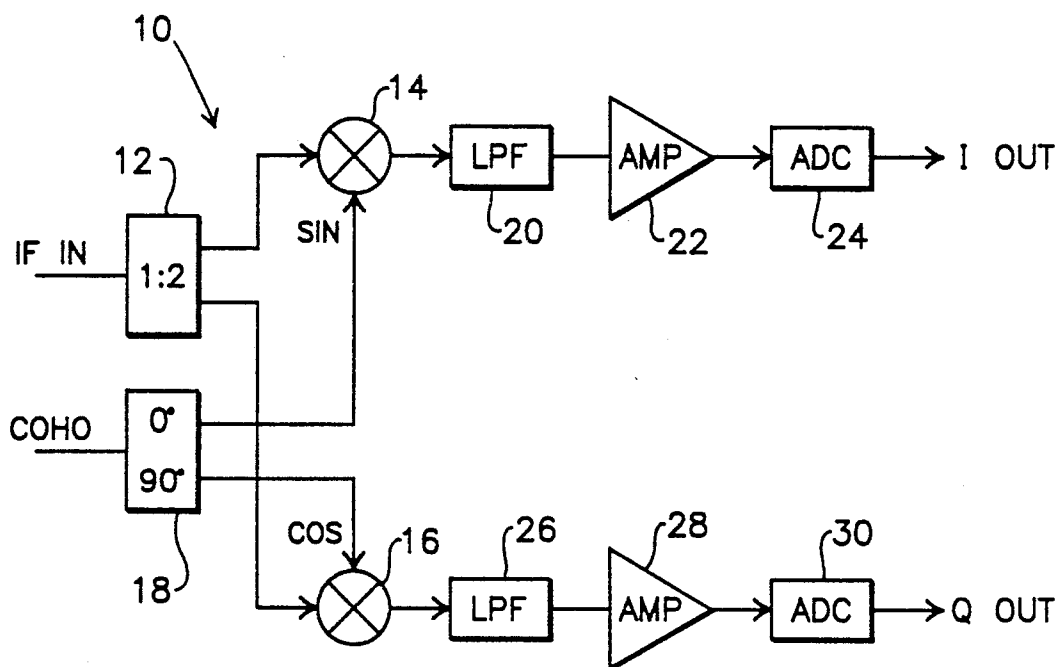 10
14
12
LPF
AMP
ADC
I OUT
SIN
20
22
24
IF IN
1:2
COHO
0°
90°
COS
18
16
26
28
30
LPF
AMP
ADC
Q OUT